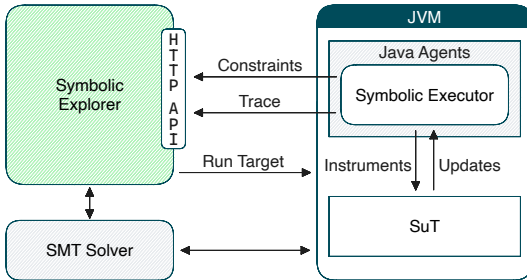 JVM
Java Agents
Symbolic Executor
Symbolic
Explorer
HTTP API
Constraints
Trace
Run Target
Instruments
Updates
SMT Solver
SuT